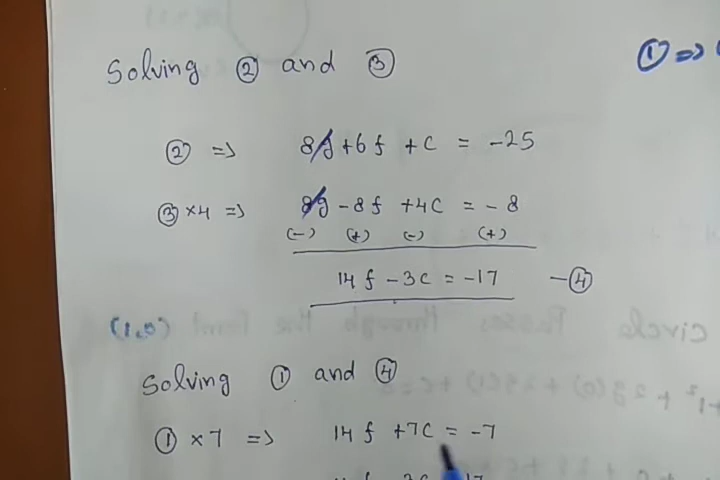 ① =>
Solving ② and ③
② => 8g + 6f + c = -25
③ × 4 => 8g - 8f + 4c = - 8
(-) (+) (-) (+)
14f - 3c = -17 — ④
Solving ① and ④
① × 7 => 14f + 7c = -7